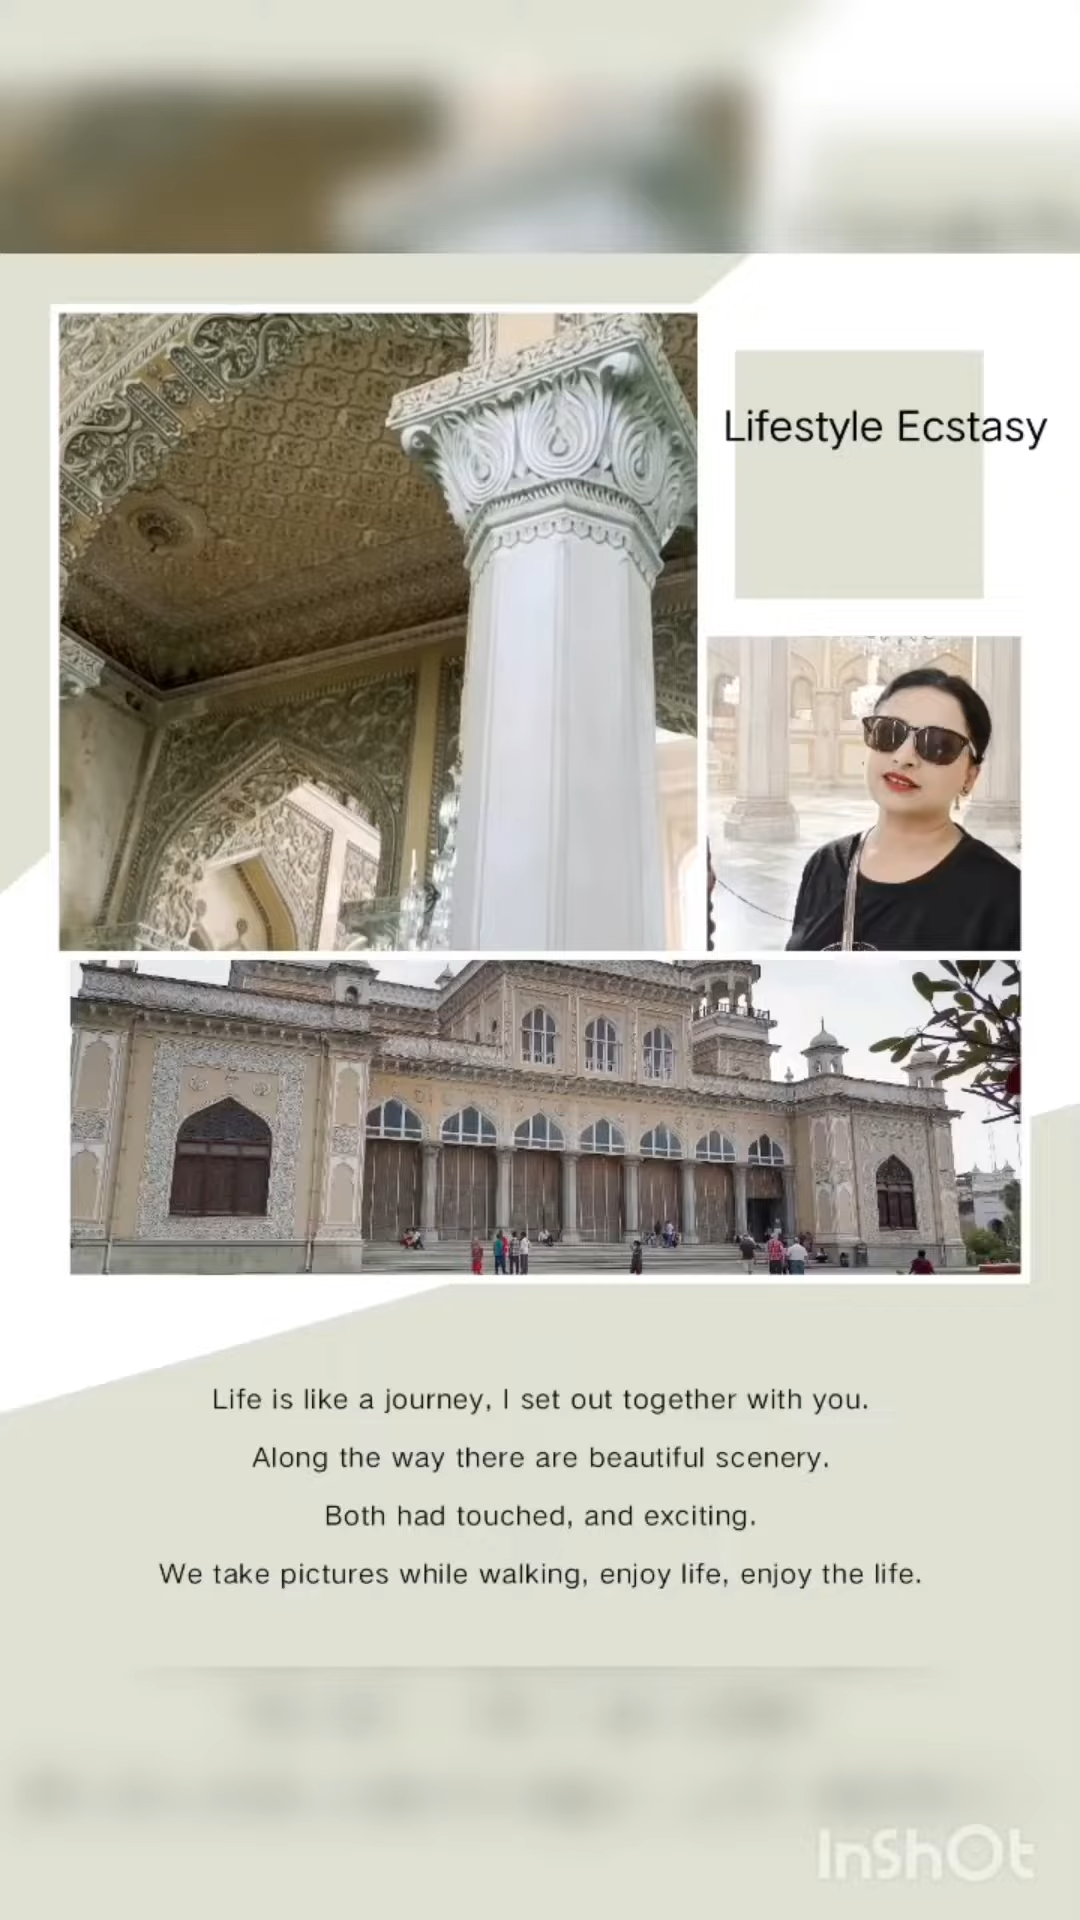 Lifestyle Ecstasy
Life is like a journey, I set out together with you.
Along the way there are beautiful scenery.
Both had touched, and exciting.
We take pictures while walking, enjoy life, enjoy the life.
InShOt